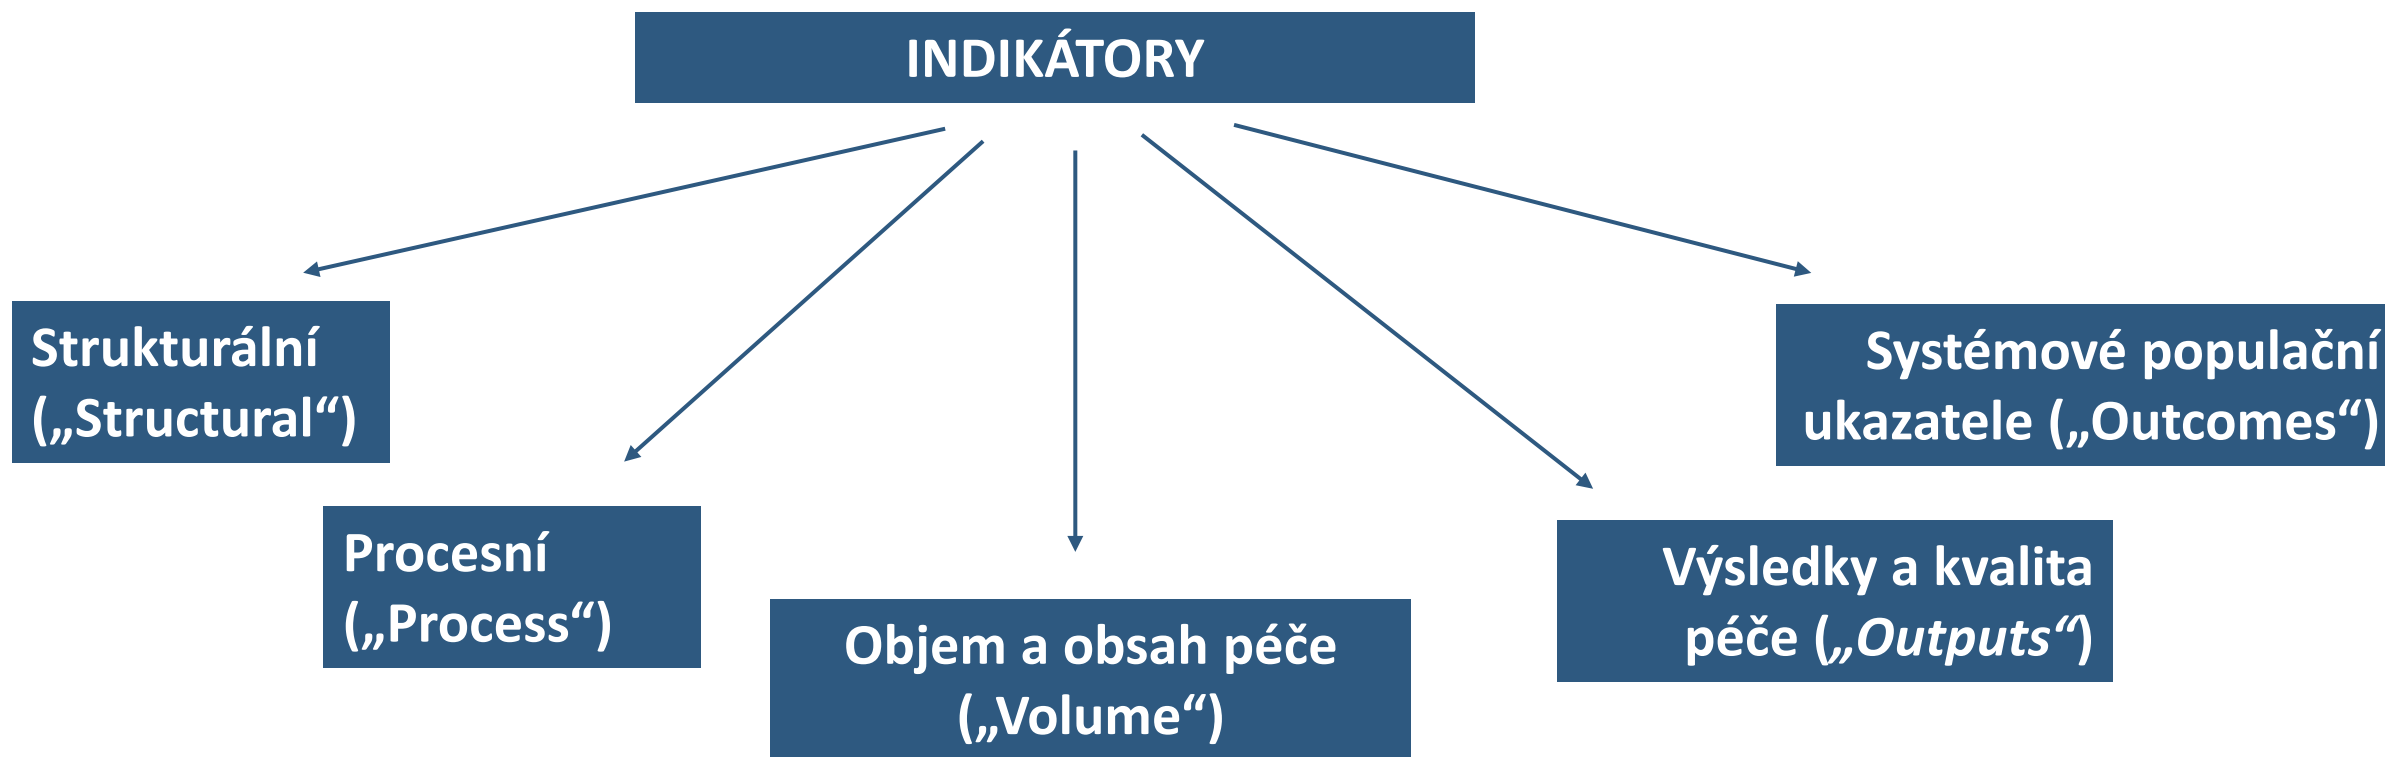 INDIKÁTORY
Strukturální
(„Structural“)
Procesní
(„Process“)
Objem a obsah péče
(„Volume“)
Výsledky a kvalita
péče („Outputs“)
Systémové populační
ukazatele („Outcomes“)